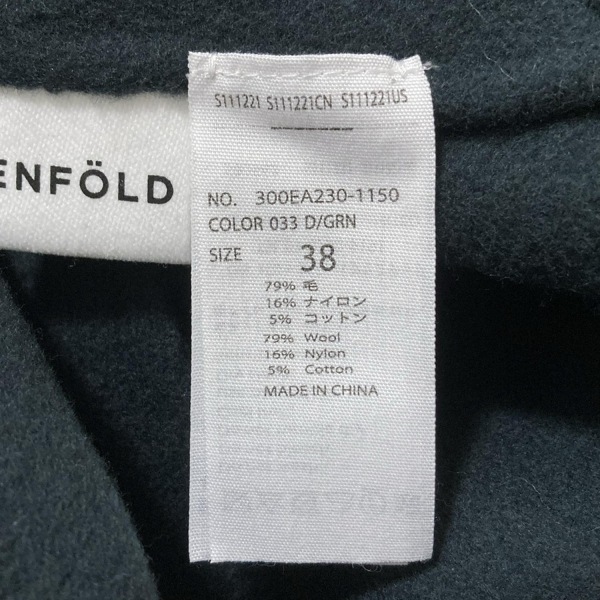 S111221 S111221CN S111221US
ENFÖLD
NO. 300EA230-1150
COLOR 033 D/GRN
SIZE 38
79% 毛
16% ナイロン
5% コットン
79% Wool
16% Nylon
5% Cotton
MADE IN CHINA